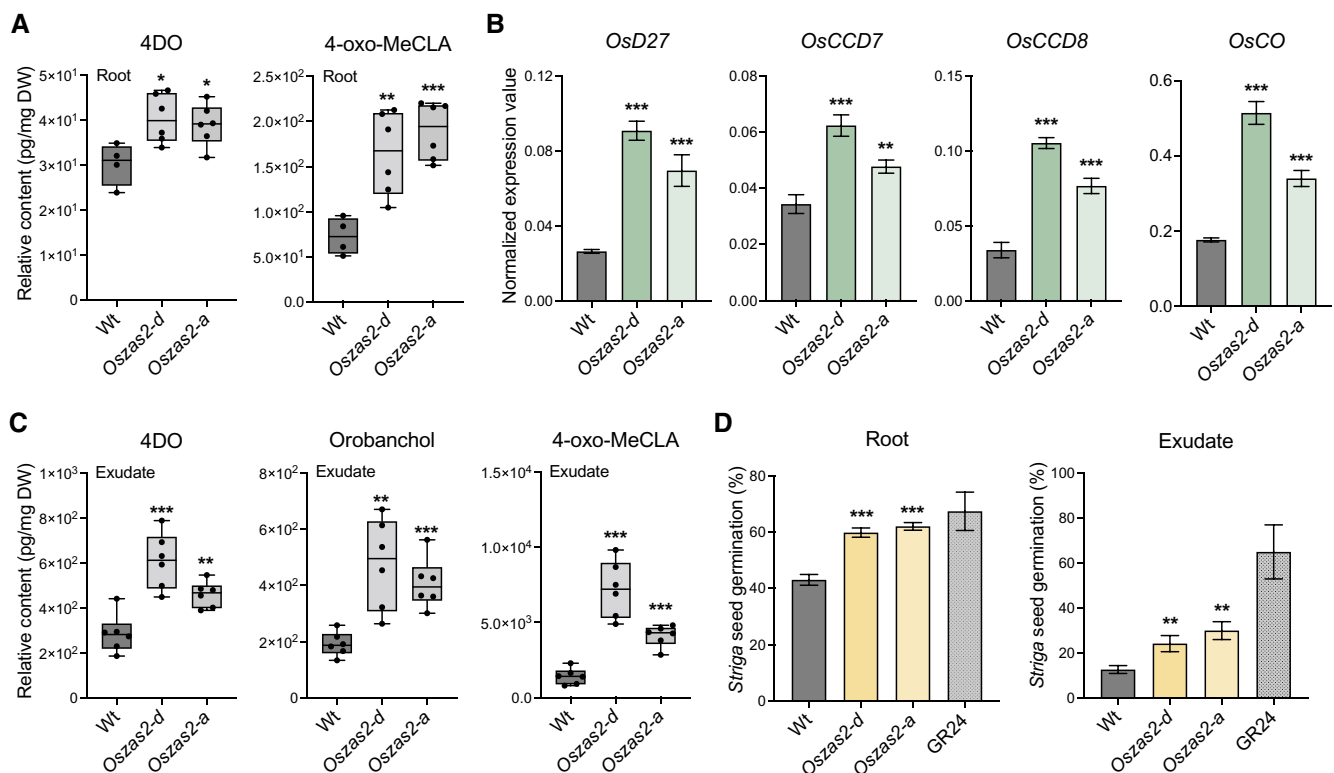 A
4DO
4-oxo-MeCLA
Relative content (pg/mg DW)
Root
5×10¹
4×10¹
3×10¹
2×10¹
1×10¹
0
*
*
Wt
Oszas2-d
Oszas2-a
Root
2.5×10²
2.0×10²
1.5×10²
1.0×10²
5.0×10¹
0.0
**
***
Wt
Oszas2-d
Oszas2-a
B
OsD27
OsCCD7
OsCCD8
OsCO
Normalized expression value
0.12
0.09
0.06
0.03
0.00
***
***
Wt
Oszas2-d
Oszas2-a
0.08
0.06
0.04
0.02
0.00
***
**
Wt
Oszas2-d
Oszas2-a
0.15
0.10
0.05
0.00
***
***
Wt
Oszas2-d
Oszas2-a
0.6
0.4
0.2
0.0
***
***
Wt
Oszas2-d
Oszas2-a
C
4DO
Orobanchol
4-oxo-MeCLA
Relative content (pg/mg DW)
Exudate
1×10³
8×10²
6×10²
4×10²
2×10²
0
***
**
Wt
Oszas2-d
Oszas2-a
Exudate
8×10²
6×10²
4×10²
2×10²
0
**
***
Wt
Oszas2-d
Oszas2-a
Exudate
1.5×10⁴
1.0×10⁴
5.0×10³
0.0
***
***
Wt
Oszas2-d
Oszas2-a
D
Root
Exudate
Striga seed germination (%)
80
60
40
20
0
***
***
Wt
Oszas2-d
Oszas2-a
GR24
Striga seed germination (%)
100
80
60
40
20
0
**
**
Wt
Oszas2-d
Oszas2-a
GR24